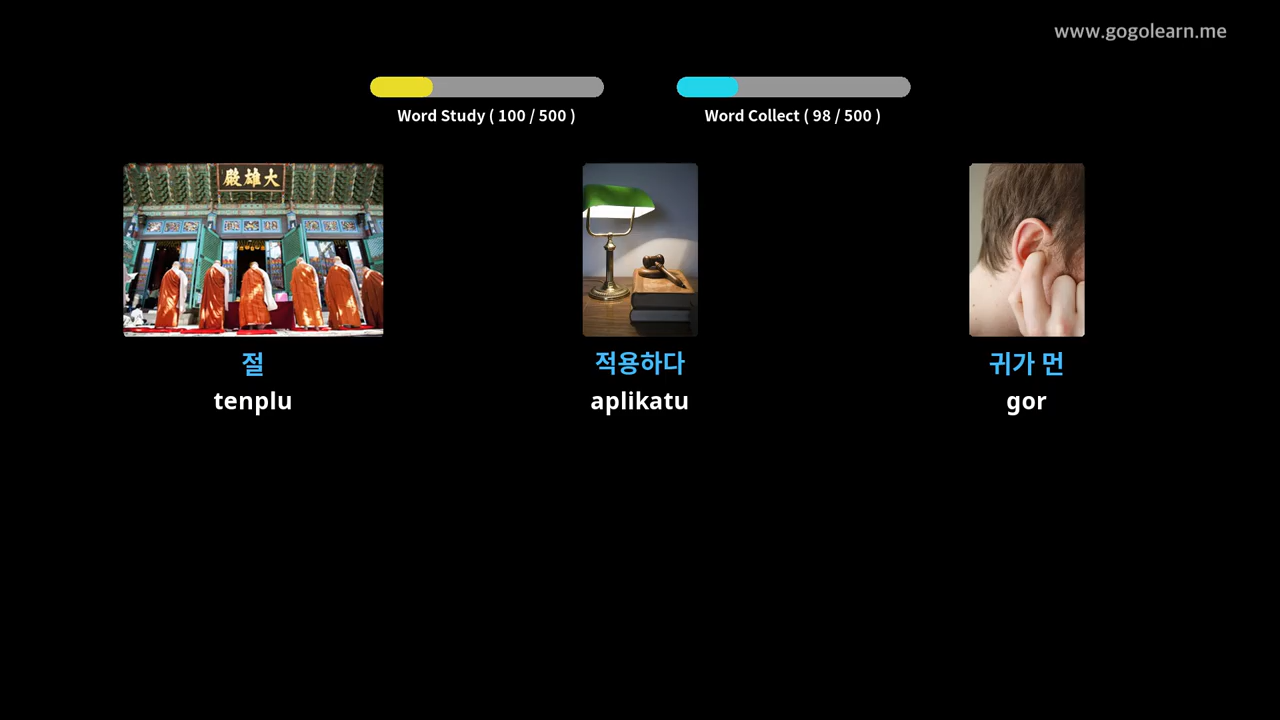 www.gogolearn.me
Word Study ( 100 / 500 )
Word Collect ( 98 / 500 )
殿雄大
절
적용하다
귀가 먼
tenplu
aplikatu
gor